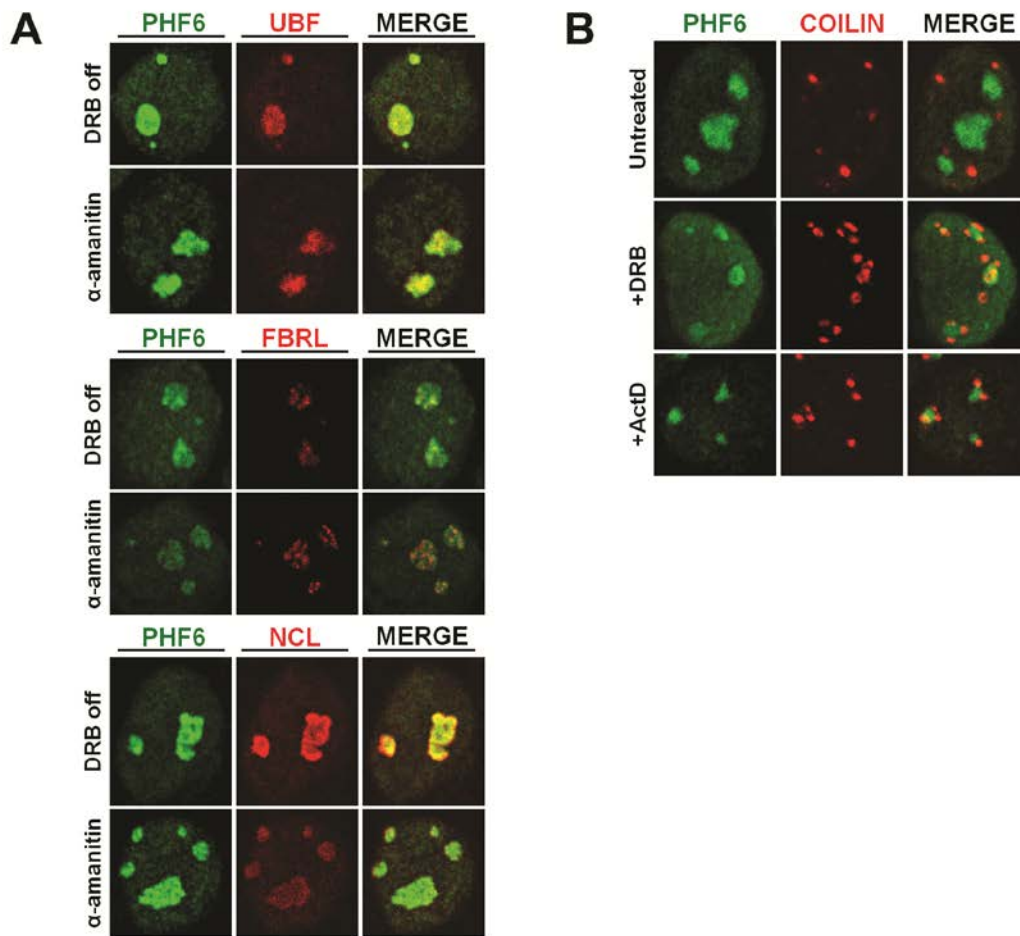 A
PHF6 UBF MERGE
DRB off
α-amanitin
PHF6 FBRL MERGE
DRB off
α-amanitin
PHF6 NCL MERGE
DRB off
α-amanitin
B
PHF6 COILIN MERGE
Untreated
+DRB
+ActD